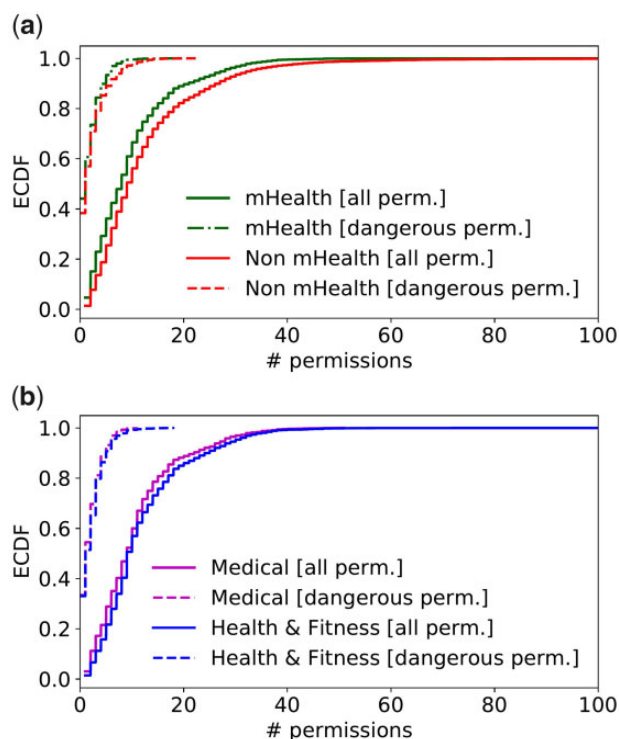 (a)
1.0
0.8
0.6
0.4
0.2
0.0
ECDF
mHealth [all perm.]
mHealth [dangerous perm.]
Non mHealth [all perm.]
Non mHealth [dangerous perm.]
0 20 40 60 80 100
# permissions
(b)
1.0
0.8
0.6
0.4
0.2
0.0
ECDF
Medical [all perm.]
Medical [dangerous perm.]
Health & Fitness [all perm.]
Health & Fitness [dangerous perm.]
0 20 40 60 80 100
# permissions